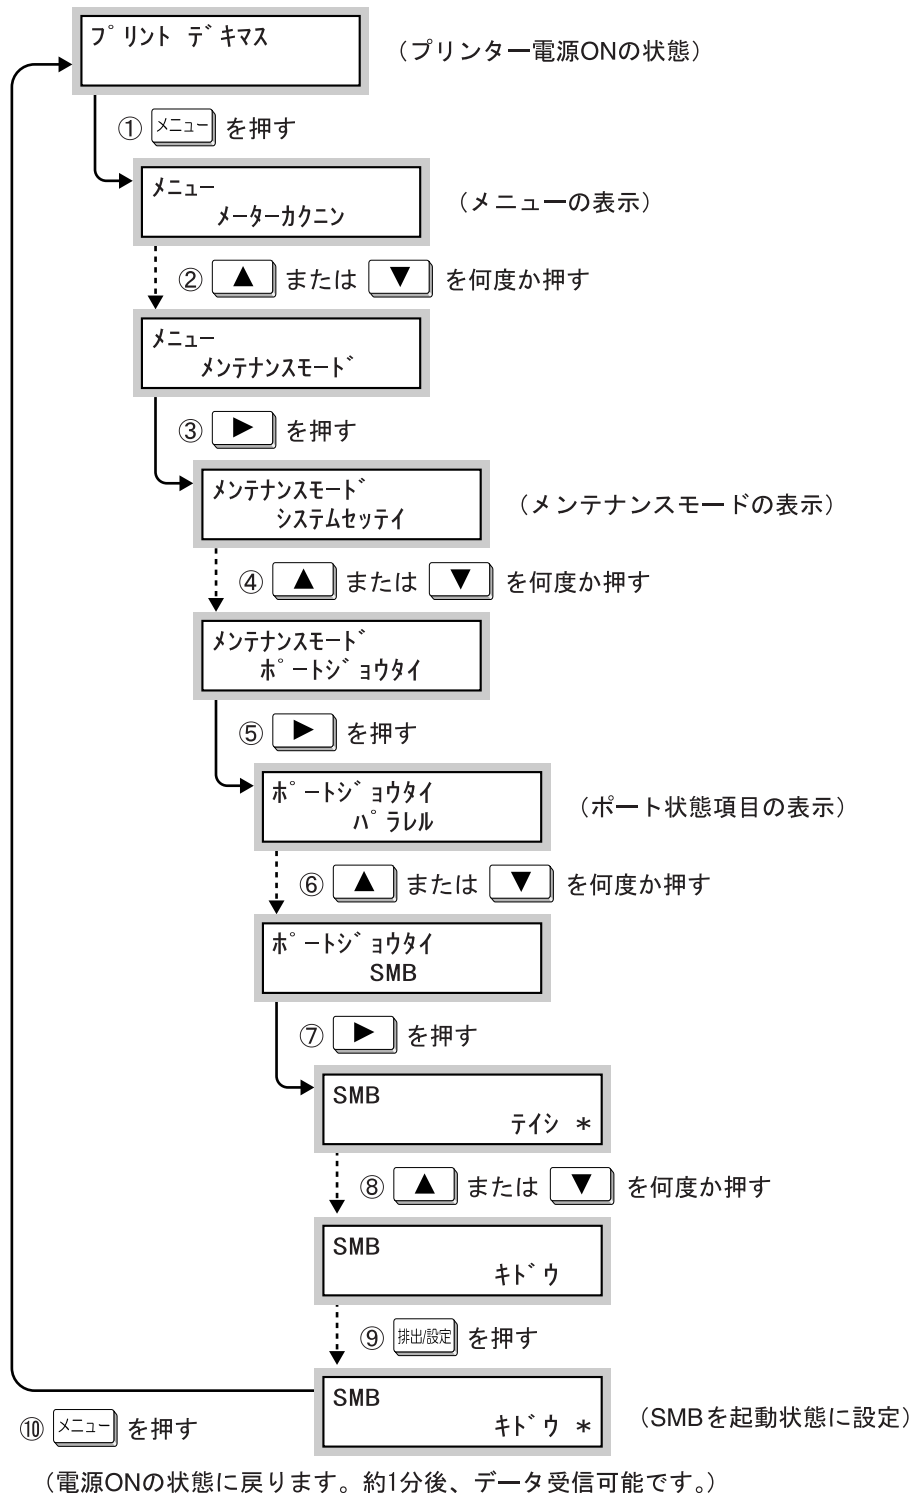 ﾌﾟﾘﾝﾄ ﾃﾞｷﾏｽ
（プリンター電源ONの状態）
① メニュー を押す
ﾒﾆｭｰ
ﾒｰﾀｰｶｸﾆﾝ
（メニューの表示）
② ▲ または ▼ を何度か押す
ﾒﾆｭｰ
ﾒﾝﾃﾅﾝｽﾓｰﾄﾞ
③ ▶ を押す
ﾒﾝﾃﾅﾝｽﾓｰﾄﾞ
ｼｽﾃﾑｾｯﾃｲ
（メンテナンスモードの表示）
④ ▲ または ▼ を何度か押す
ﾒﾝﾃﾅﾝｽﾓｰﾄﾞ
ﾎﾟｰﾄｼﾞｮｳﾀｲ
⑤ ▶ を押す
ﾎﾟｰﾄｼﾞｮｳﾀｲ
ﾊﾟﾗﾚﾙ
（ポート状態項目の表示）
⑥ ▲ または ▼ を何度か押す
ﾎﾟｰﾄｼﾞｮｳﾀｲ
SMB
⑦ ▶ を押す
SMB
ﾃｲｼ *
⑧ ▲ または ▼ を何度か押す
SMB
ｷﾄﾞｳ
⑨ 排出/設定 を押す
SMB
ｷﾄﾞｳ *
（SMBを起動状態に設定）
⑩ メニュー を押す
（電源ONの状態に戻ります。約1分後、データ受信可能です。）